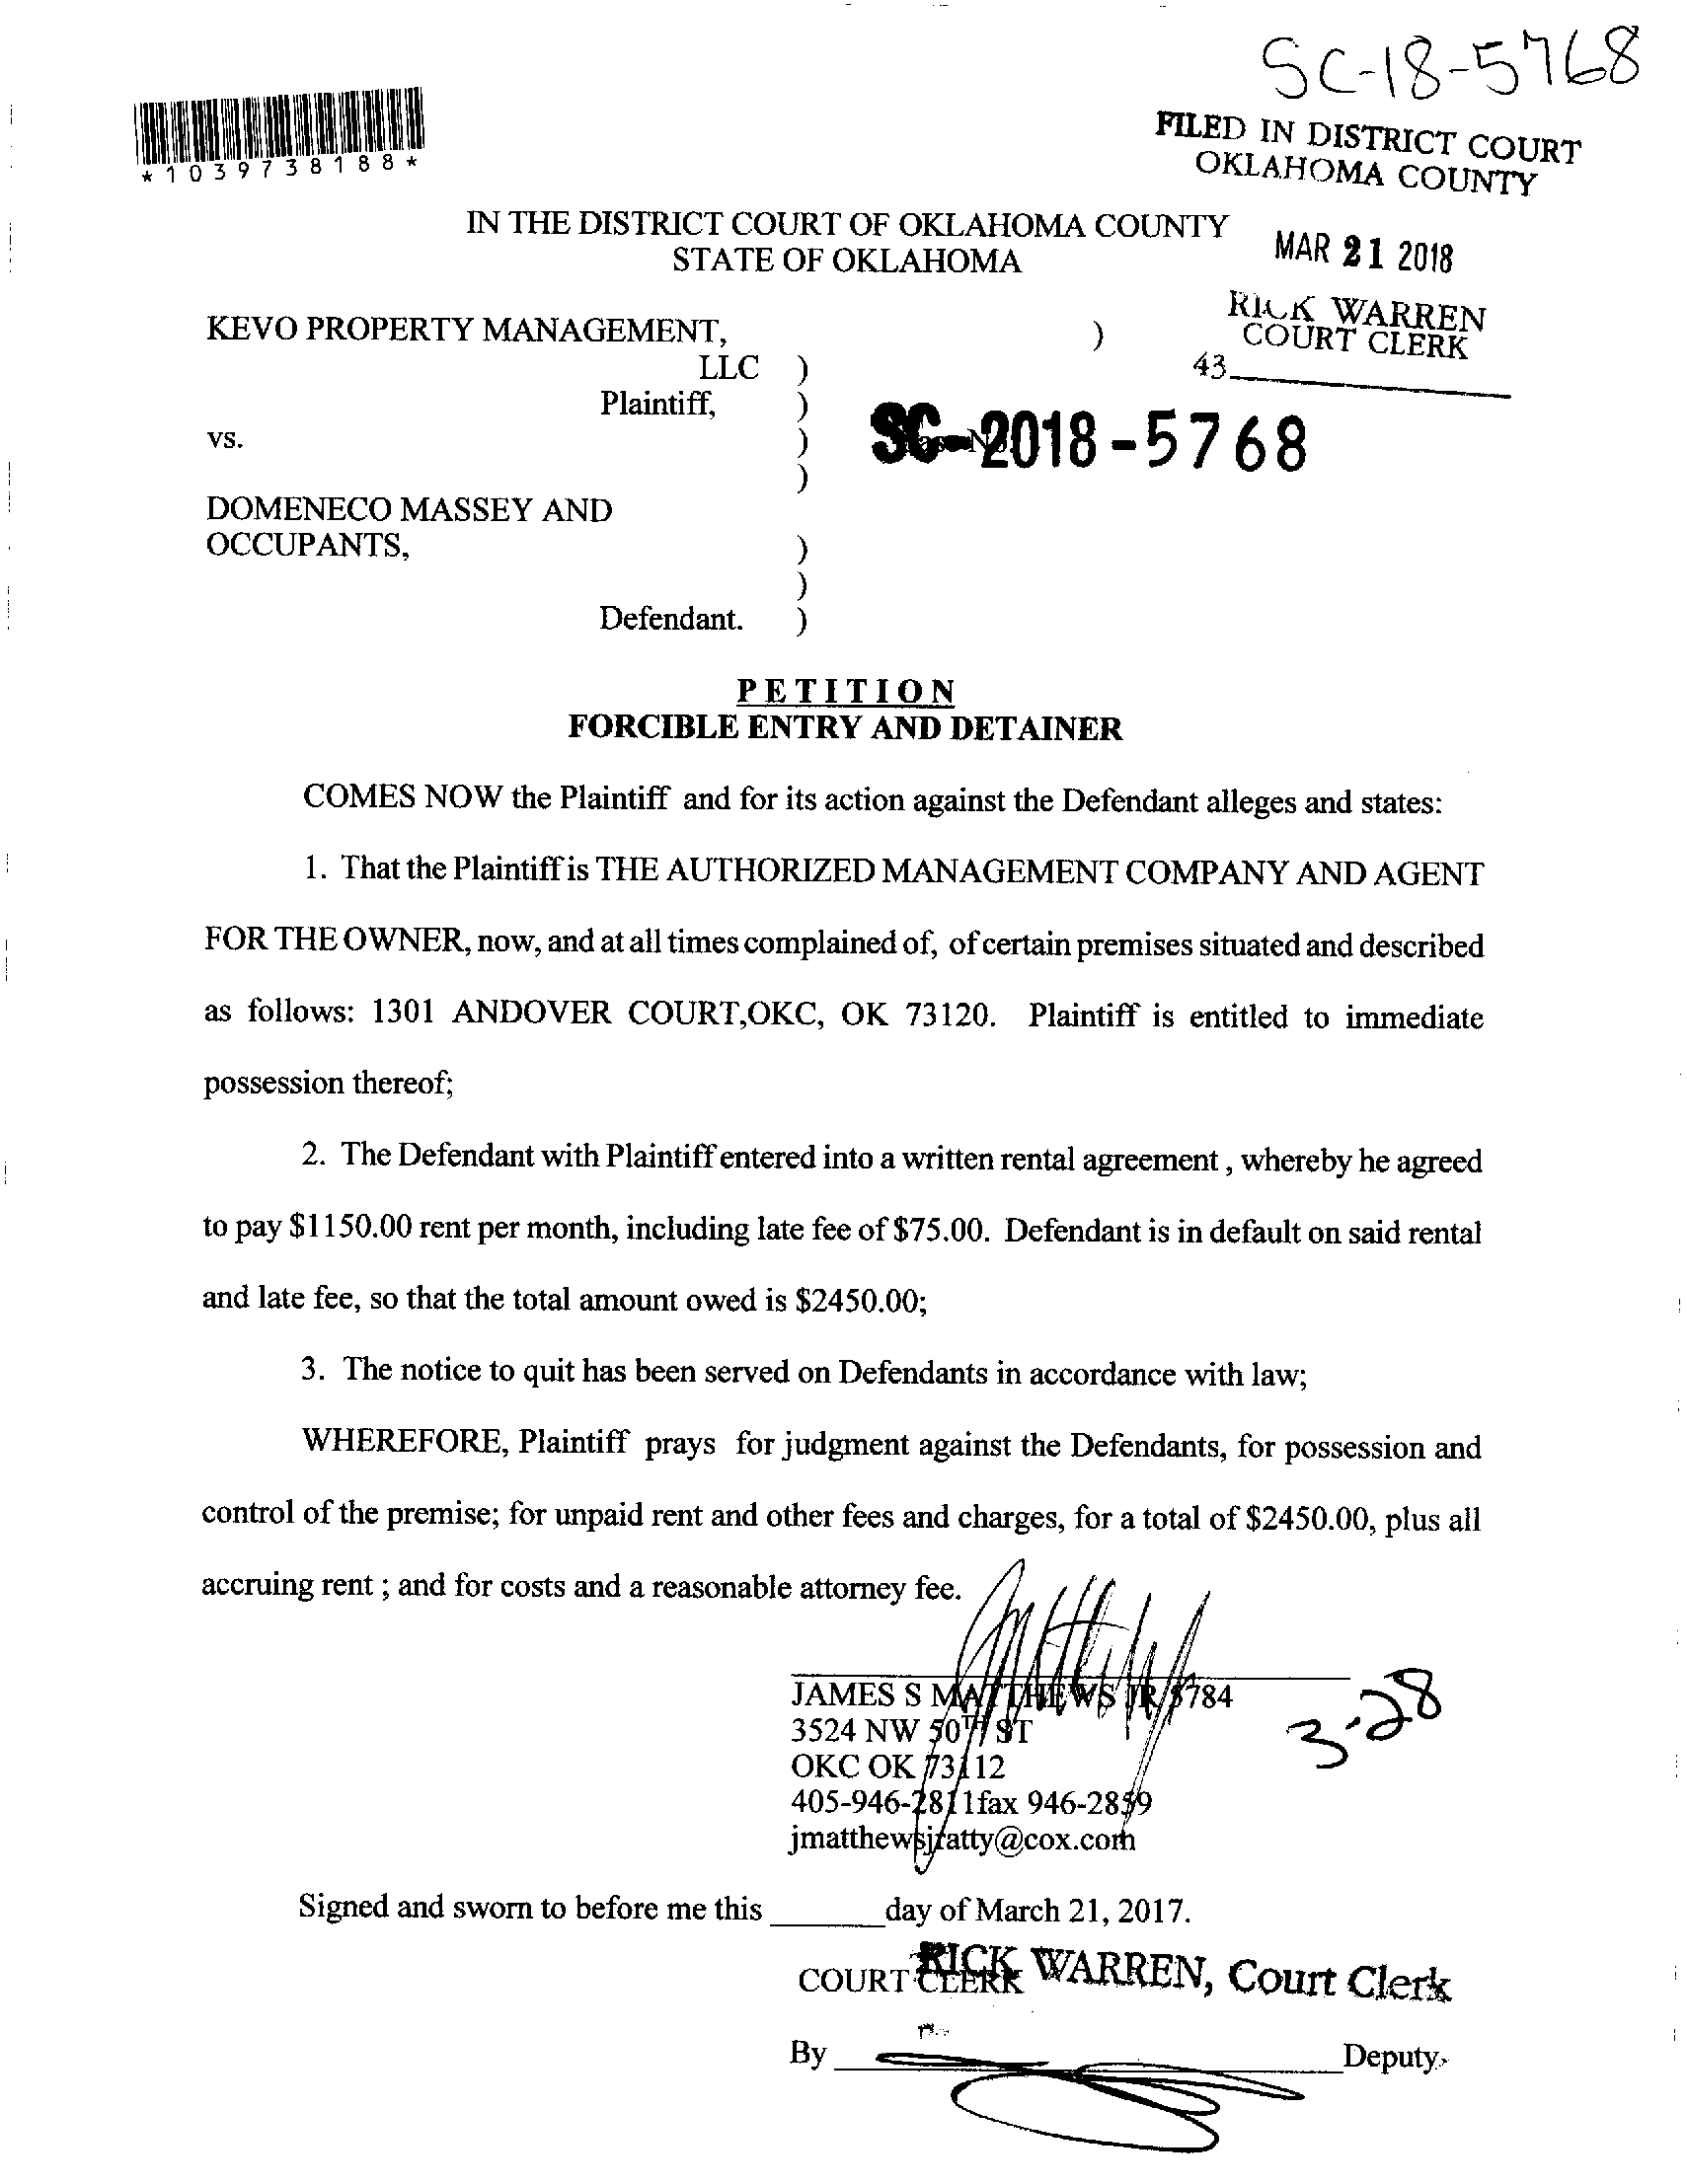 SC-18-5768
*1039738188*
FILED IN DISTRICT COURT
OKLAHOMA COUNTY
IN THE DISTRICT COURT OF OKLAHOMA COUNTY
STATE OF OKLAHOMA
MAR 21 2018
RICK WARREN
COURT CLERK
43
KEVO PROPERTY MANAGEMENT, )
LLC )
Plaintiff, )
vs. )
)
SC-2018-5768
DOMENECO MASSEY AND
OCCUPANTS, )
)
Defendant. )
PETITION
FORCIBLE ENTRY AND DETAINER
COMES NOW the Plaintiff and for its action against the Defendant alleges and states:
1. That the Plaintiff is THE AUTHORIZED MANAGEMENT COMPANY AND AGENT
FOR THE OWNER, now, and at all times complained of, of certain premises situated and described
as follows: 1301 ANDOVER COURT,OKC, OK 73120. Plaintiff is entitled to immediate
possession thereof;
2. The Defendant with Plaintiff entered into a written rental agreement , whereby he agreed
to pay $1150.00 rent per month, including late fee of $75.00. Defendant is in default on said rental
and late fee, so that the total amount owed is $2450.00;
3. The notice to quit has been served on Defendants in accordance with law;
WHEREFORE, Plaintiff prays for judgment against the Defendants, for possession and
control of the premise; for unpaid rent and other fees and charges, for a total of $2450.00, plus all
accruing rent ; and for costs and a reasonable attorney fee.
JAMES S MATTHEWS JR 5784
3524 NW 50TH ST
OKC OK 73112
405-946-2811fax 946-2859
jmatthewsjratty@cox.com
3-28
Signed and sworn to before me this ______day of March 21, 2017.
COURT CLERK
RICK WARREN, Court Clerk
By ______Deputy